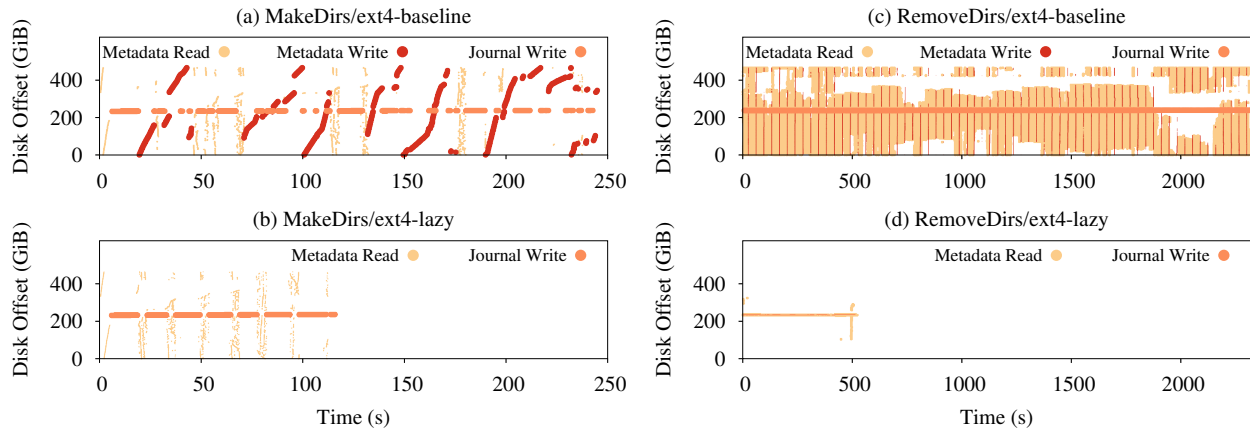 (a) MakeDirs/ext4-baseline
Disk Offset (GiB)
Metadata Read
Metadata Write
Journal Write
400
200
0
0 50 100 150 200 250
(c) RemoveDirs/ext4-baseline
Disk Offset (GiB)
Metadata Read
Metadata Write
Journal Write
400
200
0
0 500 1000 1500 2000
(b) MakeDirs/ext4-lazy
Disk Offset (GiB)
Metadata Read
Journal Write
400
200
0
0 50 100 150 200 250
Time (s)
(d) RemoveDirs/ext4-lazy
Disk Offset (GiB)
Metadata Read
Journal Write
400
200
0
0 500 1000 1500 2000
Time (s)